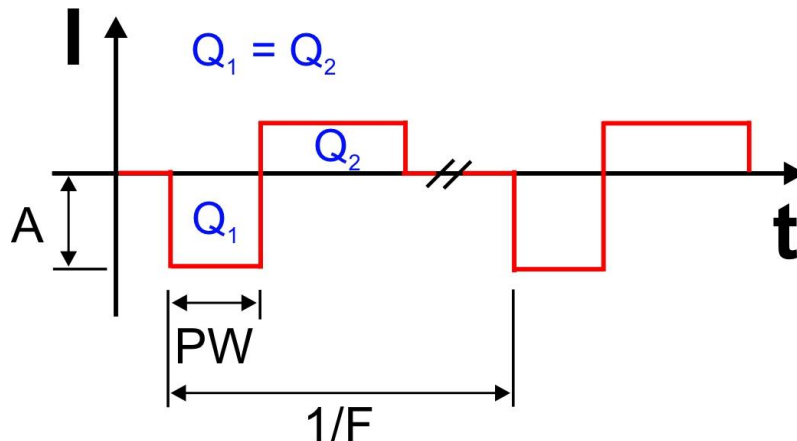 I
Q₁ = Q₂
Q₂
A
Q₁
t
PW
1/F